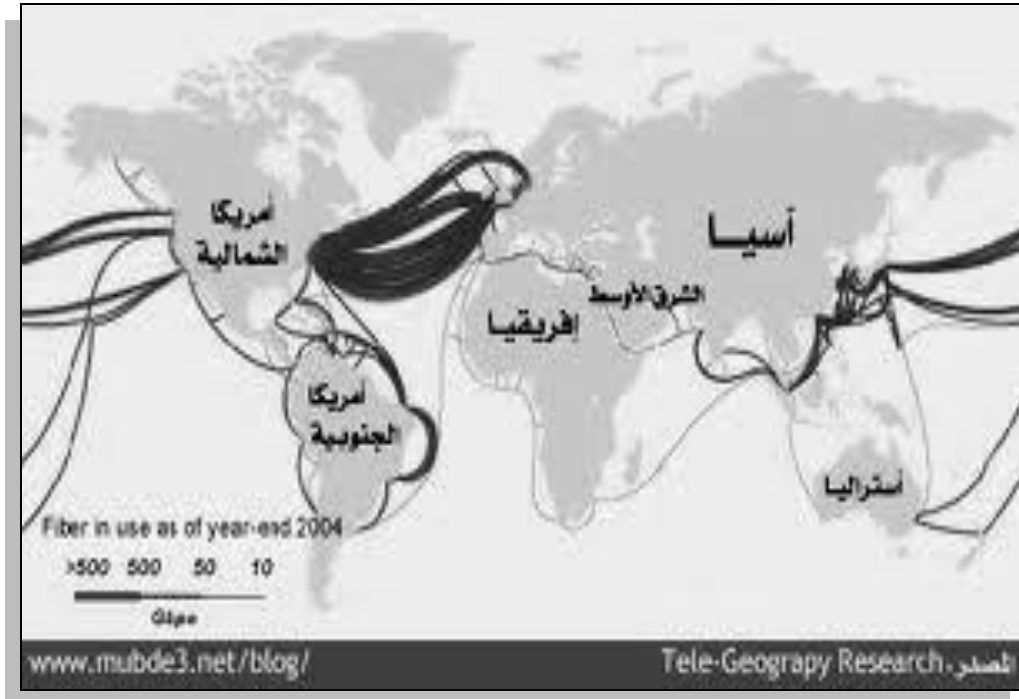 أمريكا
الشمالية
آسيـــا
الشرق الأوسط
إفريقيـا
أمريكا
الجنوبية
أستراليا
Fiber in use as of year-end 2004
>500 500 50 10
Gbps
www.mubde3.net/blog/
Tele-Geograpy Research المصدر،